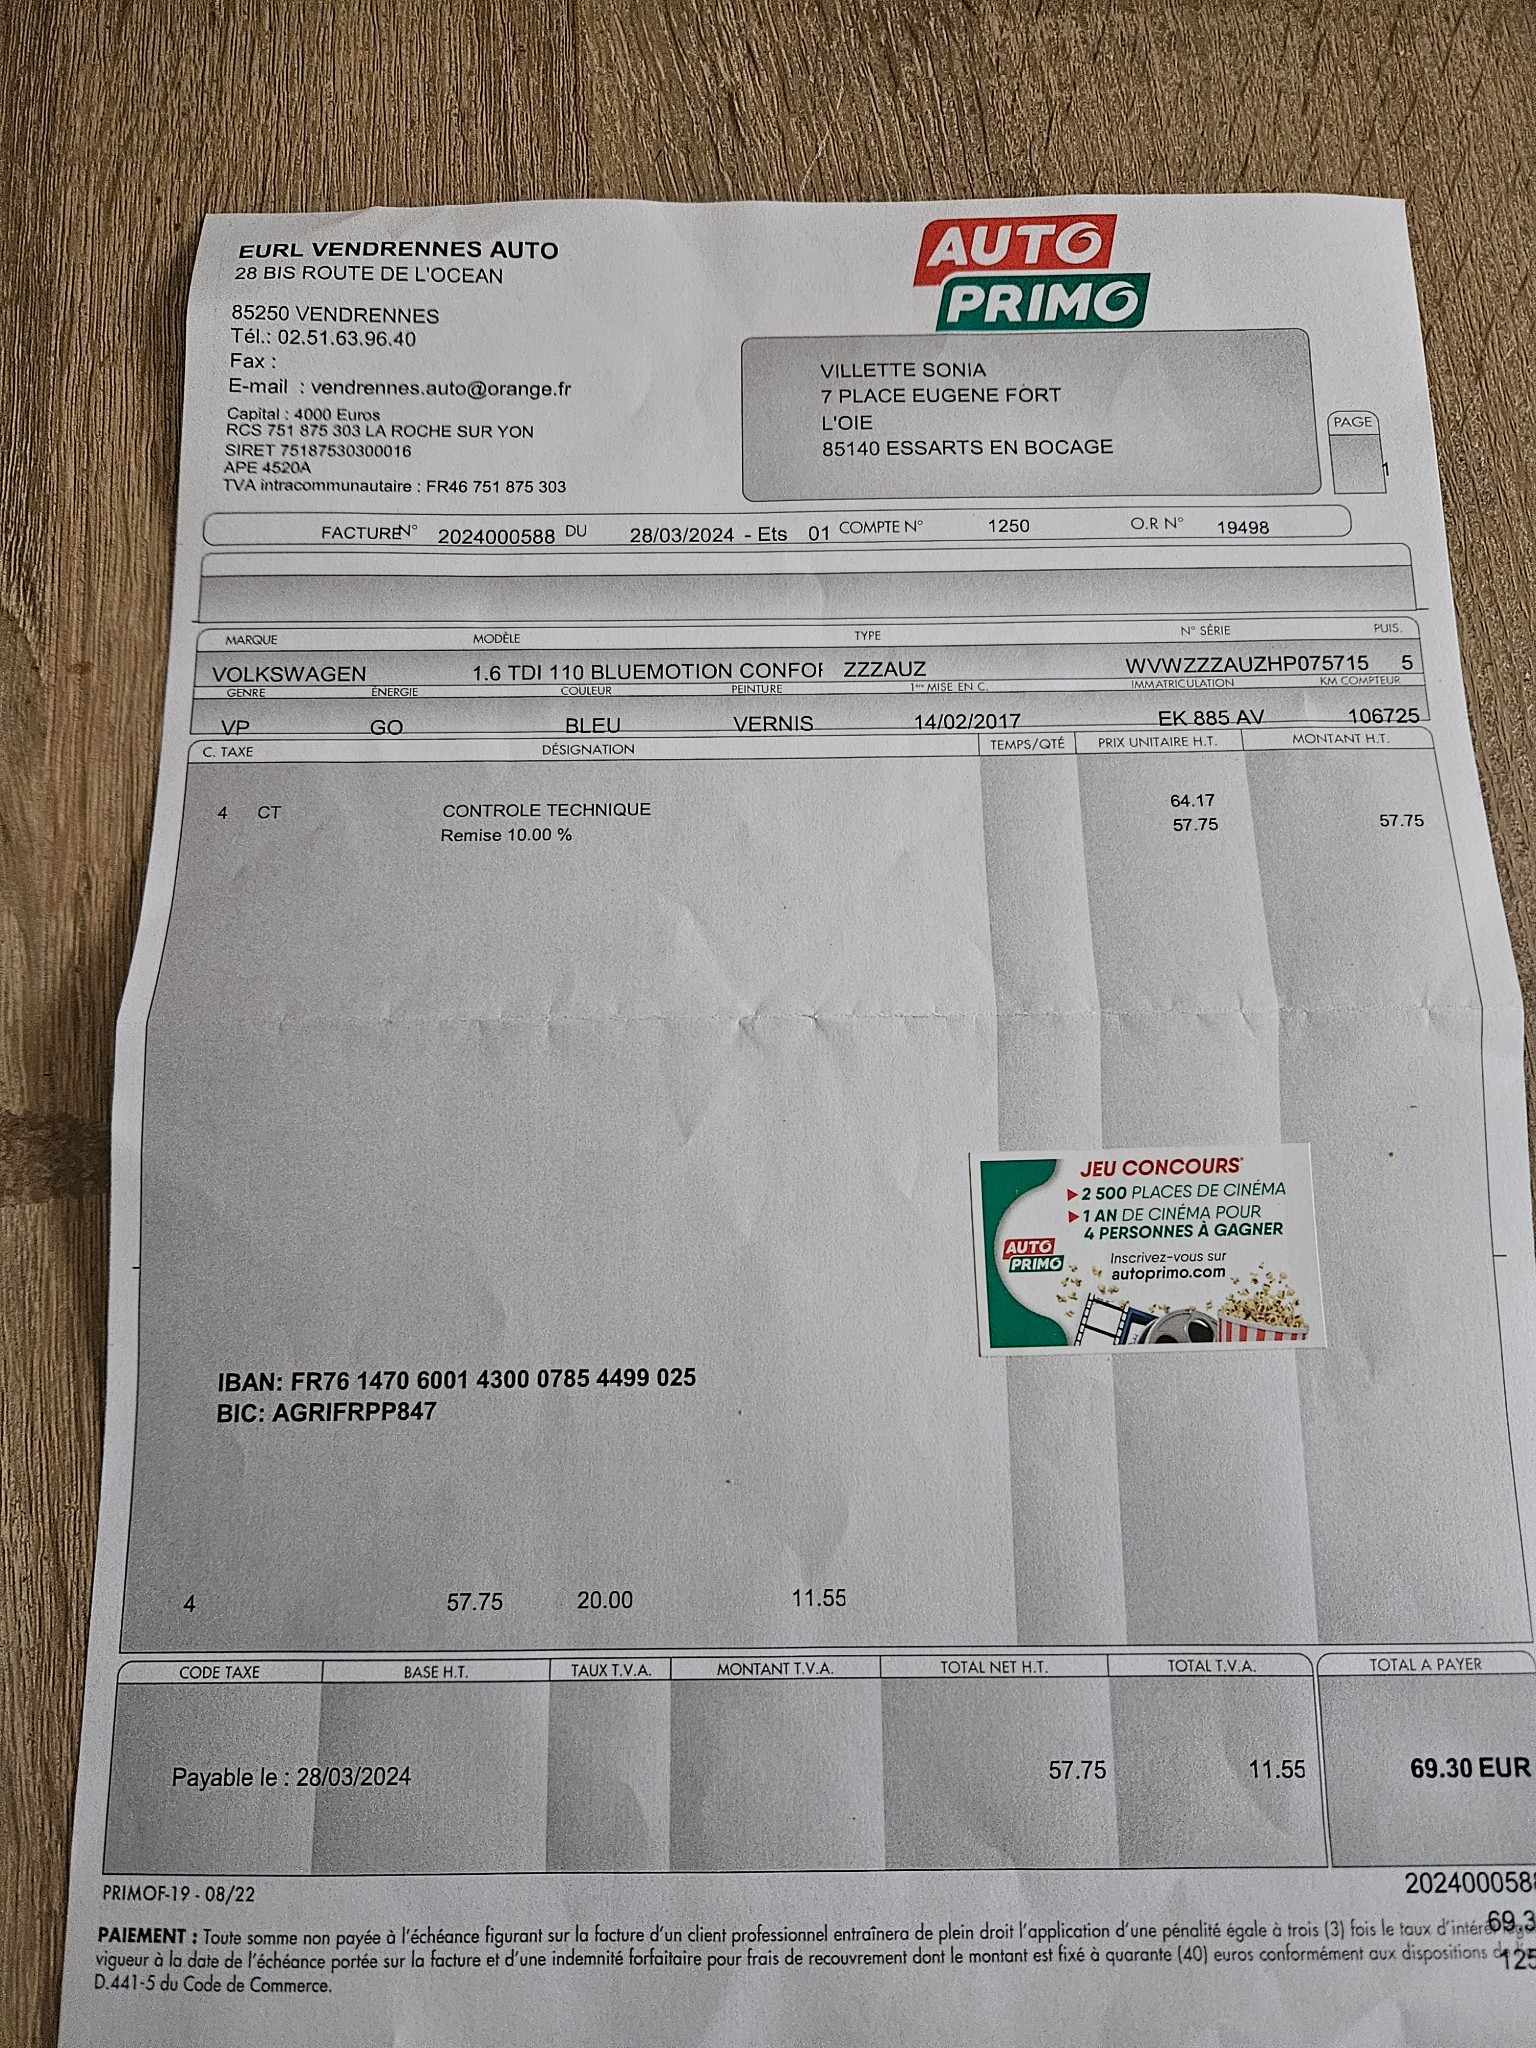 EURL VENDRENNES AUTO
28 BIS ROUTE DE L'OCEAN
85250 VENDRENNES
Tél.: 02.51.63.96.40
Fax :
E-mail : vendrennes.auto@orange.fr
Capital : 4000 Euros
RCS 751 875 303 LA ROCHE SUR YON
SIRET 75187530300016
APE 4520A
TVA intracommunautaire : FR46 751 875 303
AUTO
PRIMO
VILLETTE SONIA
7 PLACE EUGENE FORT
L'OIE
85140 ESSARTS EN BOCAGE
PAGE
1
FACTURE N° 2024000588 DU 28/03/2024 - Ets 01 COMPTE N° 1250 O.R N° 19498
MARQUE MODÈLE TYPE N° SÉRIE PUIS.
VOLKSWAGEN 1.6 TDI 110 BLUEMOTION CONFOR ZZZAUZ WVWZZZAUZHP075715 5
GENRE ÉNERGIE COULEUR PEINTURE 1ère MISE EN C. IMMATRICULATION KM COMPTEUR
VP GO BLEU VERNIS 14/02/2017 EK 885 AV 106725
C. TAXE DÉSIGNATION TEMPS/QTÉ PRIX UNITAIRE H.T. MONTANT H.T.
4 CT CONTROLE TECHNIQUE 64.17
Remise 10.00 % 57.75 57.75
JEU CONCOURS*
2 500 PLACES DE CINÉMA
1 AN DE CINÉMA POUR
4 PERSONNES À GAGNER
AUTO
PRIMO
Inscrivez-vous sur
autoprimo.com
IBAN: FR76 1470 6001 4300 0785 4499 025
BIC: AGRIFRPP847
4 57.75 20.00 11.55
CODE TAXE BASE H.T. TAUX T.V.A. MONTANT T.V.A. TOTAL NET H.T. TOTAL T.V.A. TOTAL A PAYER
Payable le : 28/03/2024 57.75 11.55 69.30 EUR
PRIMOF-19 - 08/22
202400058
69.3
125
PAIEMENT : Toute somme non payée à l'échéance figurant sur la facture d'un client professionnel entraînera de plein droit l'application d'une pénalité égale à trois (3) fois le taux d'intérêt
vigueur à la date de l'échéance portée sur la facture et d'une indemnité forfaitaire pour frais de recouvrement dont le montant est fixé à quarante (40) euros conformément aux dispositions
D.441-5 du Code de Commerce.